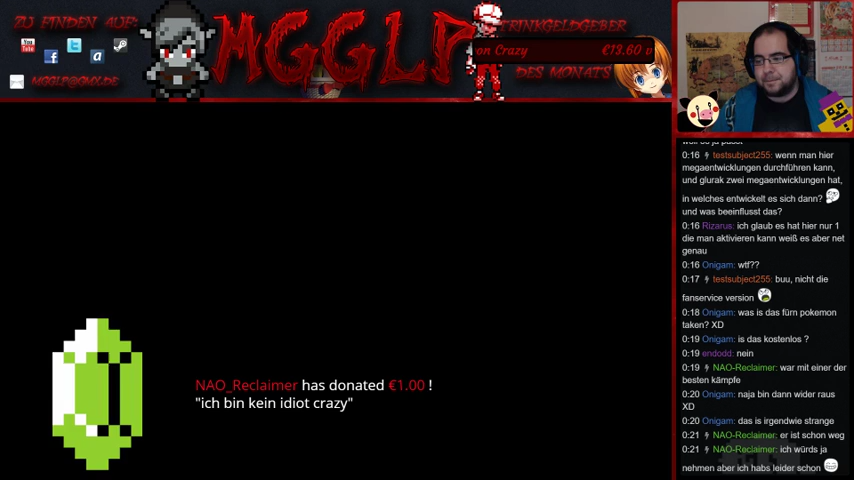 ZU FINDEN AUF:
MGGLP
TRINKGELDGEBER
on Crazy €13.60 v
DES MONATS
You Tube
MGGLP@GMX.DE
0:16 testsubject255: wenn man hier
megaentwicklungen durchführen kann,
und glurak zwei megaentwicklungen hat,
in welches entwickelt es sich dann?
und was beeinflusst das?
0:16 Rizarus: ich glaub es hat hier nur 1
die man aktivieren kann weiß es aber net
genau
0:16 Onigam: wtf??
0:17 testsubject255: buu, nicht die
fanservice version
0:18 Onigam: was is das fürn pokemon
taken? XD
0:19 Onigam: is das kostenlos ?
0:19 endodd: nein
0:19 NAO-Reclaimer: war mit einer der
besten kämpfe
0:20 Onigam: naja bin dann wider raus
XD
0:20 Onigam: das is irgendwie strange
0:21 NAO-Reclaimer: er ist schon weg
0:21 NAO-Reclaimer: ich würds ja
nehmen aber ich habs leider schon
NAO_Reclaimer has donated €1.00 !
"ich bin kein idiot crazy"